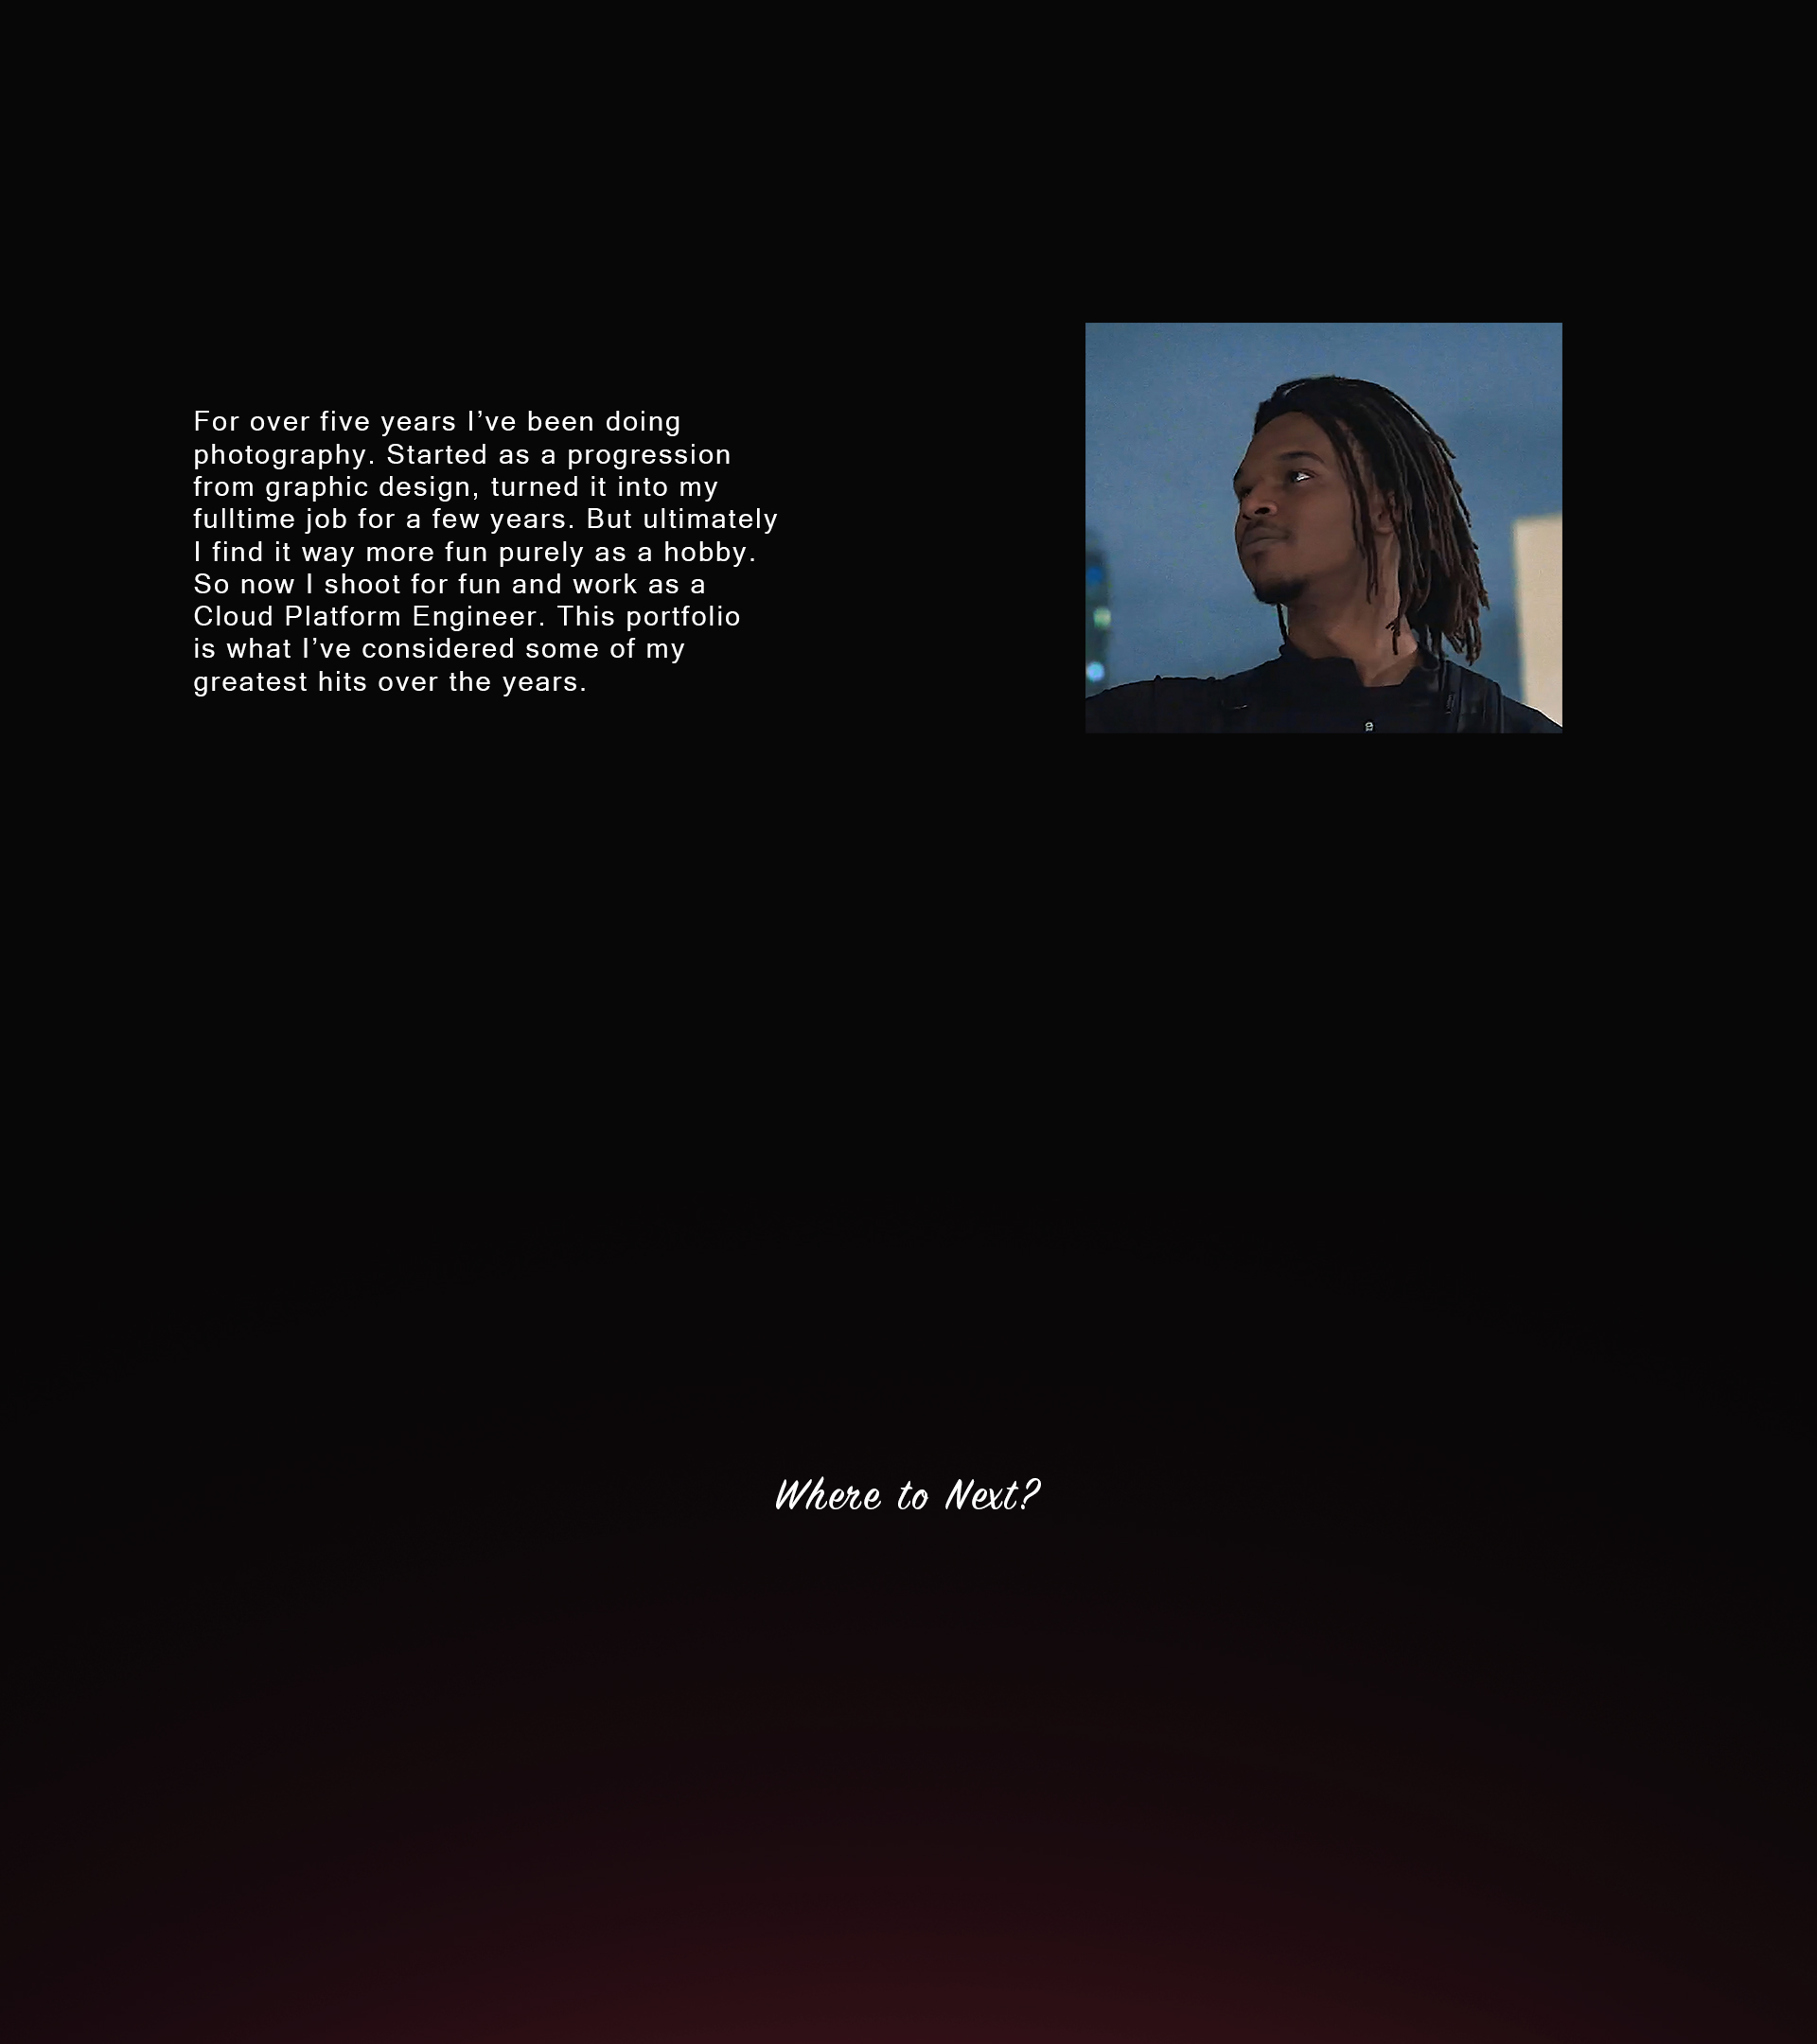 For over five years I’ve been doing
photography. Started as a progression
from graphic design, turned it into my
fulltime job for a few years. But ultimately
I find it way more fun purely as a hobby.
So now I shoot for fun and work as a
Cloud Platform Engineer. This portfolio
is what I’ve considered some of my
greatest hits over the years.
Where to Next?